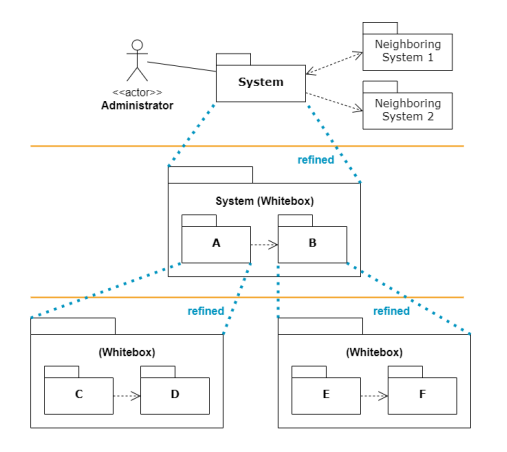 Neighboring
System 1
System
<<actor>>
Administrator
Neighboring
System 2
refined
System (Whitebox)
A
B
refined
refined
(Whitebox)
(Whitebox)
C
D
E
F